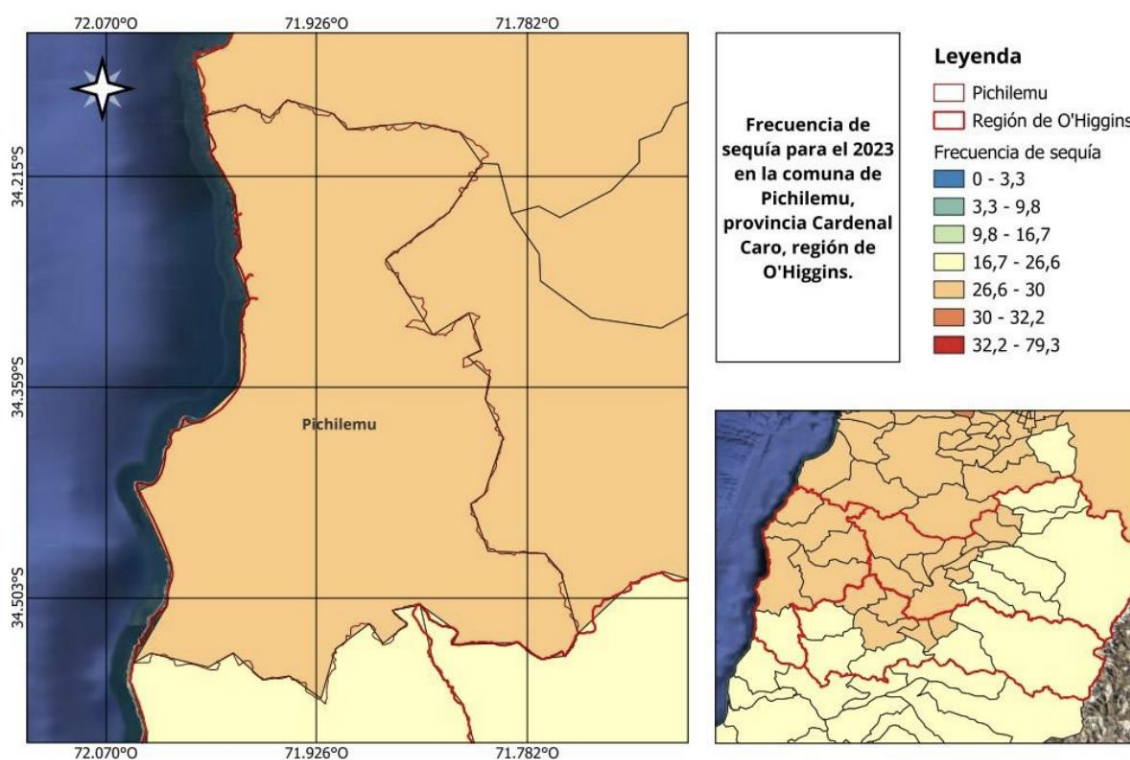 72.070°O
71.926°O
71.782°O
34.215°S
34.359°S
34.503°S
Pichilemu
72.070°O
71.926°O
71.782°O
Frecuencia de
sequía para el 2023
en la comuna de
Pichilemu,
provincia Cardenal
Caro, región de
O'Higgins.
Leyenda
Pichilemu
Región de O'Higgins
Frecuencia de sequía
0 - 3,3
3,3 - 9,8
9,8 - 16,7
16,7 - 26,6
26,6 - 30
30 - 32,2
32,2 - 79,3